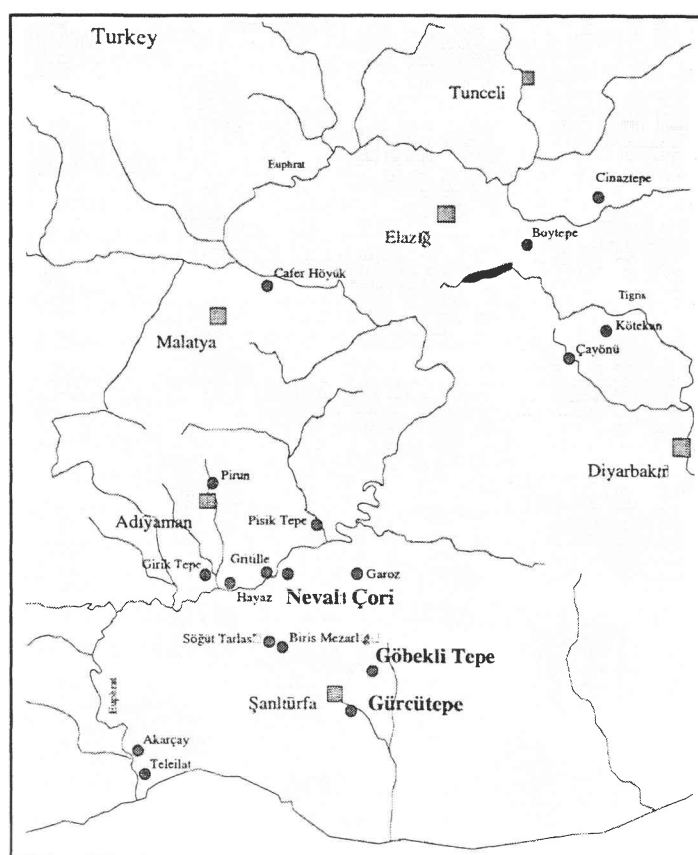 Turkey
Tunceli
Euphrat
Cinaztepe
Elazığ
Boytepe
Cafer Höyük
Tigris
Malatya
Kötekan
Çayönü
Diyarbakır
Pirun
Adıyaman
Pisik Tepe
Girik Tepe
Gritille
Garoz
Hayaz
Nevalı Çori
Söğüt Tarlası
Biris Mezarlığı
Göbekli Tepe
Euphrat
Şanlıurfa
Gürcütepe
Akarçay
Teleilat